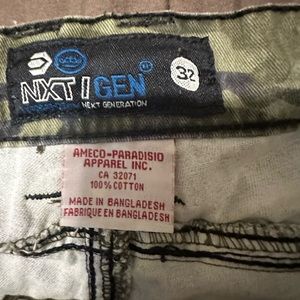 NXT GEN
32
NEXT GENERATION
AMECO-PARADISIO
APPAREL INC.
CA 32071
100% COTTON
MADE IN BANGLADESH
FABRIQUE EN BANGLADESH